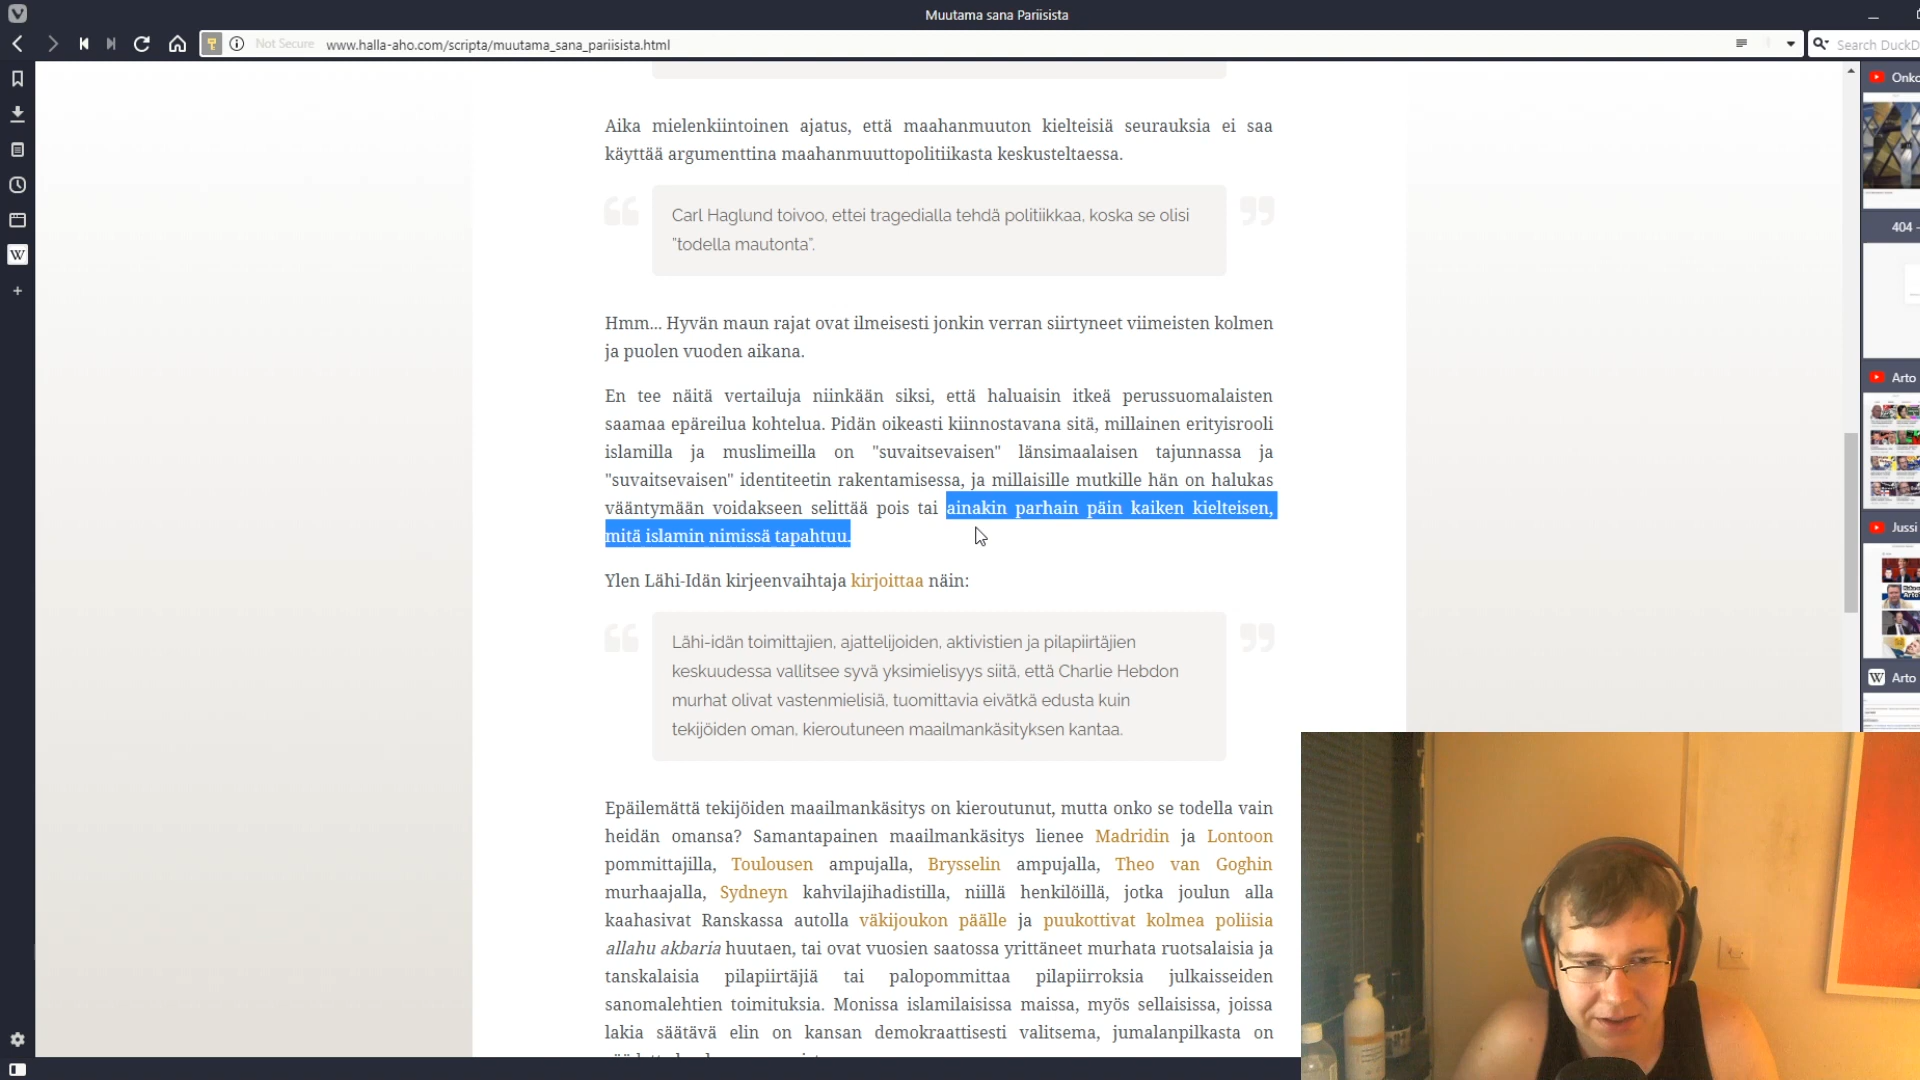 Muutama sana Pariisista
Not Secure
www.halla-aho.com/scripta/muutama_sana_pariisista.html
Search DuckD
Onko
Aika mielenkiintoinen ajatus, että maahanmuuton kielteisiä seurauksia ei saa
käyttää argumenttina maahanmuuttopolitiikasta keskusteltaessa.
Carl Haglund toivoo, ettei tragedialla tehdä politiikkaa, koska se olisi
"todella mautonta".
404 -
Hmm... Hyvän maun rajat ovat ilmeisesti jonkin verran siirtyneet viimeisten kolmen
ja puolen vuoden aikana.
Arto
En tee näitä vertailuja niinkään siksi, että haluaisin itkeä perussuomalaisten
saamaa epäreilua kohtelua. Pidän oikeasti kiinnostavana sitä, millainen erityisrooli
islamilla ja muslimeilla on "suvaitsevaisen" länsimaalaisen tajunnassa ja
"suvaitsevaisen" identiteetin rakentamisessa, ja millaisille mutkille hän on halukas
vääntymään voidakseen selittää pois tai ainakin parhain päin kaiken kielteisen,
mitä islamin nimissä tapahtuu.
Jussi
Ylen Lähi-Idän kirjeenvaihtaja kirjoittaa näin:
Lähi-idän toimittajien, ajattelijoiden, aktivistien ja pilapiirtäjien
keskuudessa vallitsee syvä yksimielisyys siitä, että Charlie Hebdon
murhat olivat vastenmielisiä, tuomittavia eivätkä edusta kuin
tekijöiden oman, kieroutuneen maailmankäsityksen kantaa.
W Arto
Epäilemättä tekijöiden maailmankäsitys on kieroutunut, mutta onko se todella vain
heidän omansa? Samantapainen maailmankäsitys lienee Madridin ja Lontoon
pommittajilla, Toulousen ampujalla, Brysselin ampujalla, Theo van Goghin
murhaajalla, Sydneyn kahvilajihadistilla, niillä henkilöillä, jotka joulun alla
kaahasivat Ranskassa autolla väkijoukon päälle ja puukottivat kolmea poliisia
allahu akbaria huutaen, tai ovat vuosien saatossa yrittäneet murhata ruotsalaisia ja
tanskalaisia pilapiirtäjiä tai palopommittaa pilapiirroksia julkaisseiden
sanomalehtien toimituksia. Monissa islamilaisissa maissa, myös sellaisissa, joissa
lakia säätävä elin on kansan demokraattisesti valitsema, jumalanpilkasta on